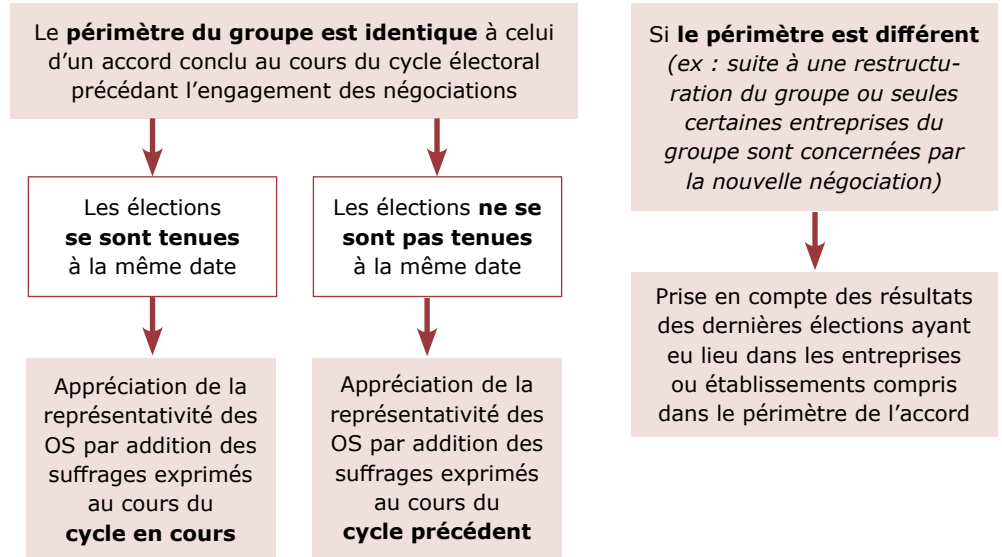 Le périmètre du groupe est identique à celui
d'un accord conclu au cours du cycle électoral
précédant l'engagement des négociations
Les élections
se sont tenues
à la même date
Appréciation de la
représentativité des
OS par addition des
suffrages exprimés
au cours du
cycle en cours
Les élections ne se
sont pas tenues
à la même date
Appréciation de la
représentativité des
OS par addition des
suffrages exprimés
au cours du
cycle précédent
Si le périmètre est différent
(ex : suite à une restructu-
ration du groupe ou seules
certaines entreprises du
groupe sont concernées par
la nouvelle négociation)
Prise en compte des résultats
des dernières élections ayant
eu lieu dans les entreprises
ou établissements compris
dans le périmètre de l'accord